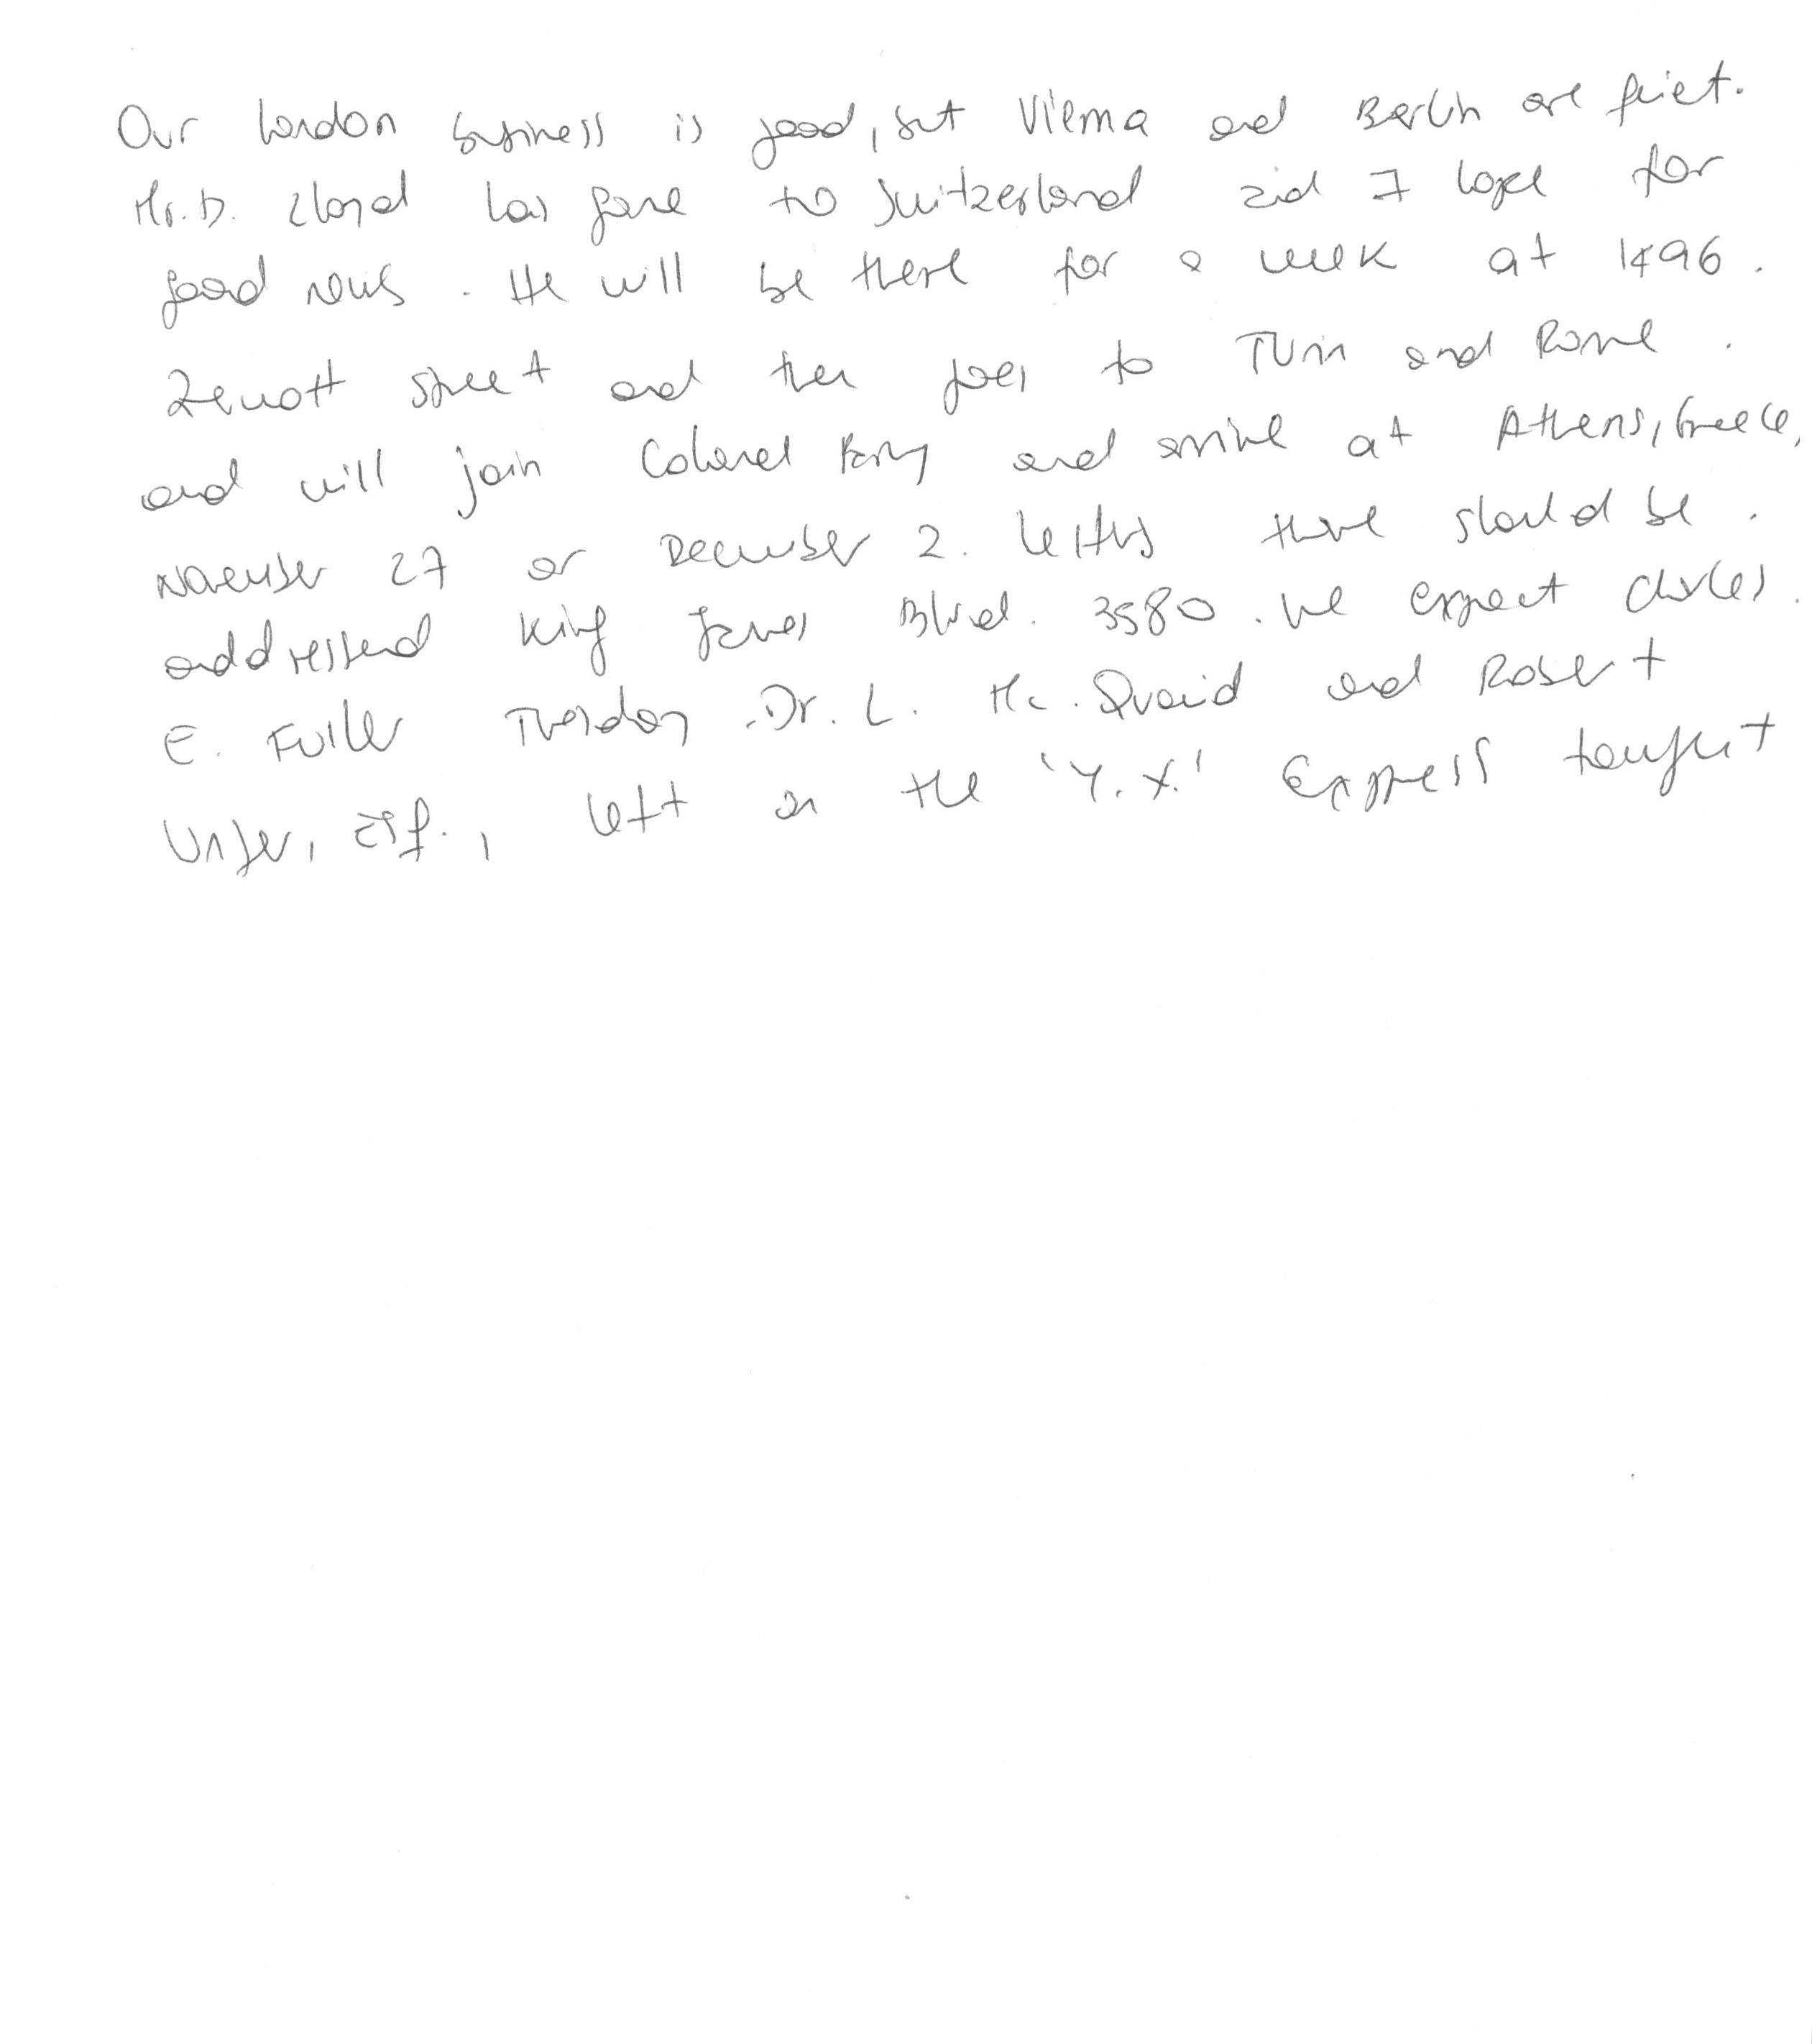 Our London business is good, but Vienna and Berlin are quiet.
Mr. D. Lloyd has gone to Switzerland and I hope for
good news. He will be there for a week at 1496.
Zermott street and then goes to Turin and Rome.
and will join Colonel Parry and arrive at Athens, Greece,
November 27 or December 2. Letters there should be.
addressed King James Blvd. 3580. We expect Charles.
E. Fuller Tuesday. Dr. L. Mc. Quaid and Robert
Unger, Esq., left on the 'Y.X.' Express tonight